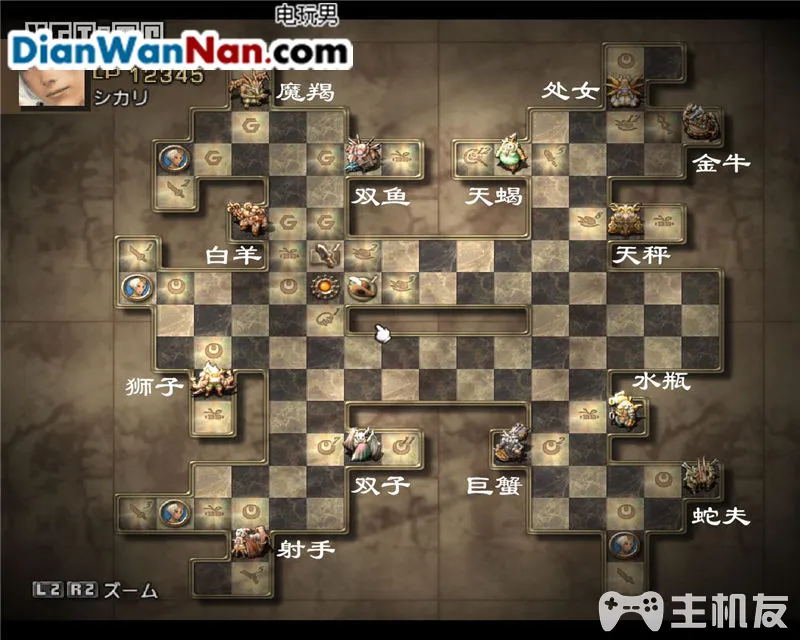 电玩男
DianWanNan.com
LP 12345
シカリ
魔羯
处女
金牛
双鱼
天蝎
白羊
天秤
狮子
水瓶
双子
巨蟹
蛇夫
射手
L2 R2 ズーム
主机友